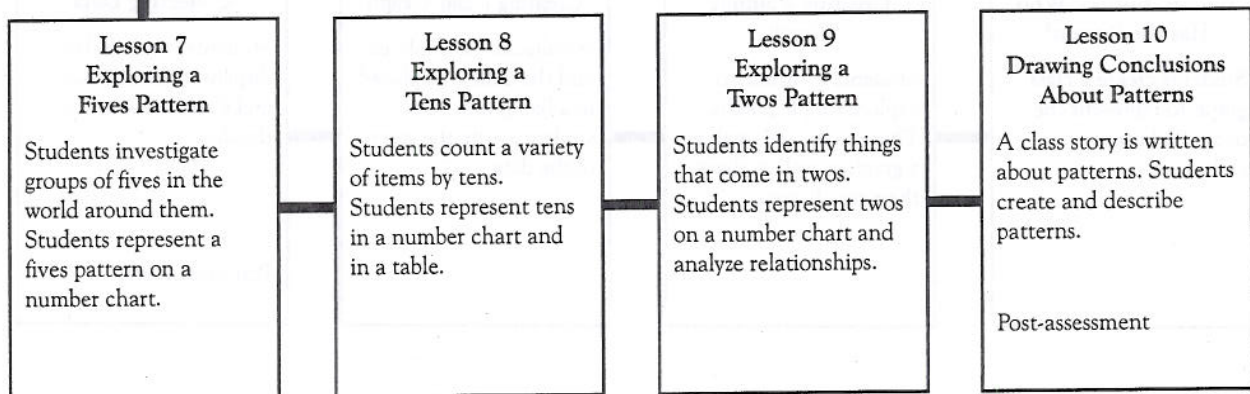 Lesson 7
Exploring a
Fives Pattern
Students investigate
groups of fives in the
world around them.
Students represent a
fives pattern on a
number chart.
Lesson 8
Exploring a
Tens Pattern
Students count a variety
of items by tens.
Students represent tens
in a number chart and
in a table.
Lesson 9
Exploring a
Twos Pattern
Students identify things
that come in twos.
Students represent twos
on a number chart and
analyze relationships.
Lesson 10
Drawing Conclusions
About Patterns
A class story is written
about patterns. Students
create and describe
patterns.
Post-assessment